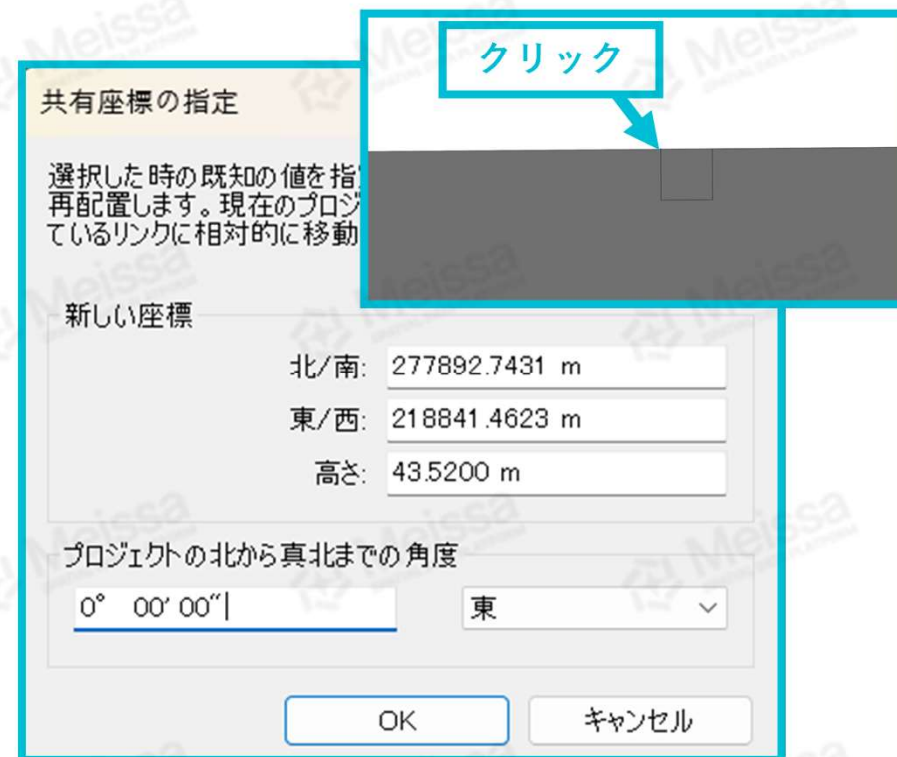 クリック
共有座標の指定
選択した時の既知の値を指
再配置します。現在のプロジ
ているリンクに相対的に移動
新しい座標
北/南: 277892.7431 m
東/西: 218841.4623 m
高さ: 43.5200 m
プロジェクトの北から真北までの角度
0° 00' 00" 東
OK キャンセル
Meissa